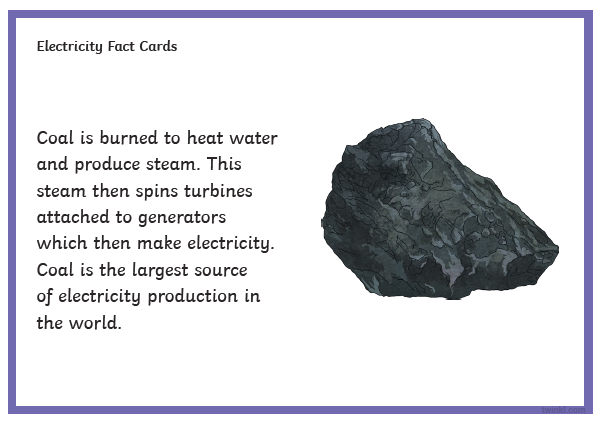 Electricity Fact Cards
Coal is burned to heat water
and produce steam. This
steam then spins turbines
attached to generators
which then make electricity.
Coal is the largest source
of electricity production in
the world.
twinkl.com